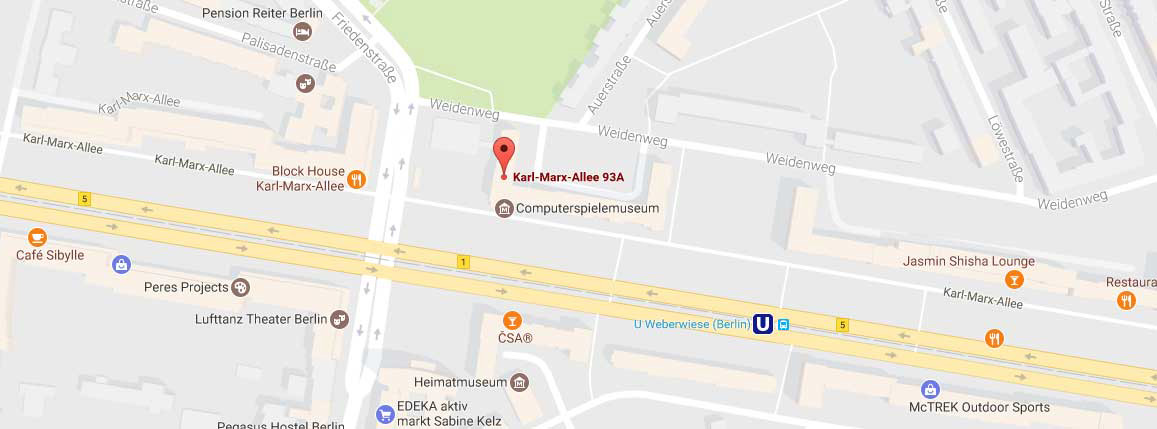 Pension Reiter Berlin
Friedenstraße
Palisadenstraße
Weidenweg
Auerstraße
Weidenweg
Karl-Marx-Allee
Karl-Marx-Allee
Karl-Marx-Allee
Block House
Karl-Marx-Allee
Karl-Marx-Allee 93A
Computerspielemuseum
Weidenweg
Löwestraße
Weidenweg
5
Café Sibylle
1
Peres Projects
Lufttanz Theater Berlin
ČSA®
U Weberwiese (Berlin)
U
5
Jasmin Shisha Lounge
Karl-Marx-Allee
Restaura
Heimatmuseum
EDEKA aktiv
markt Sabine Kelz
Pegasus Hostel Berlin
McTREK Outdoor Sports